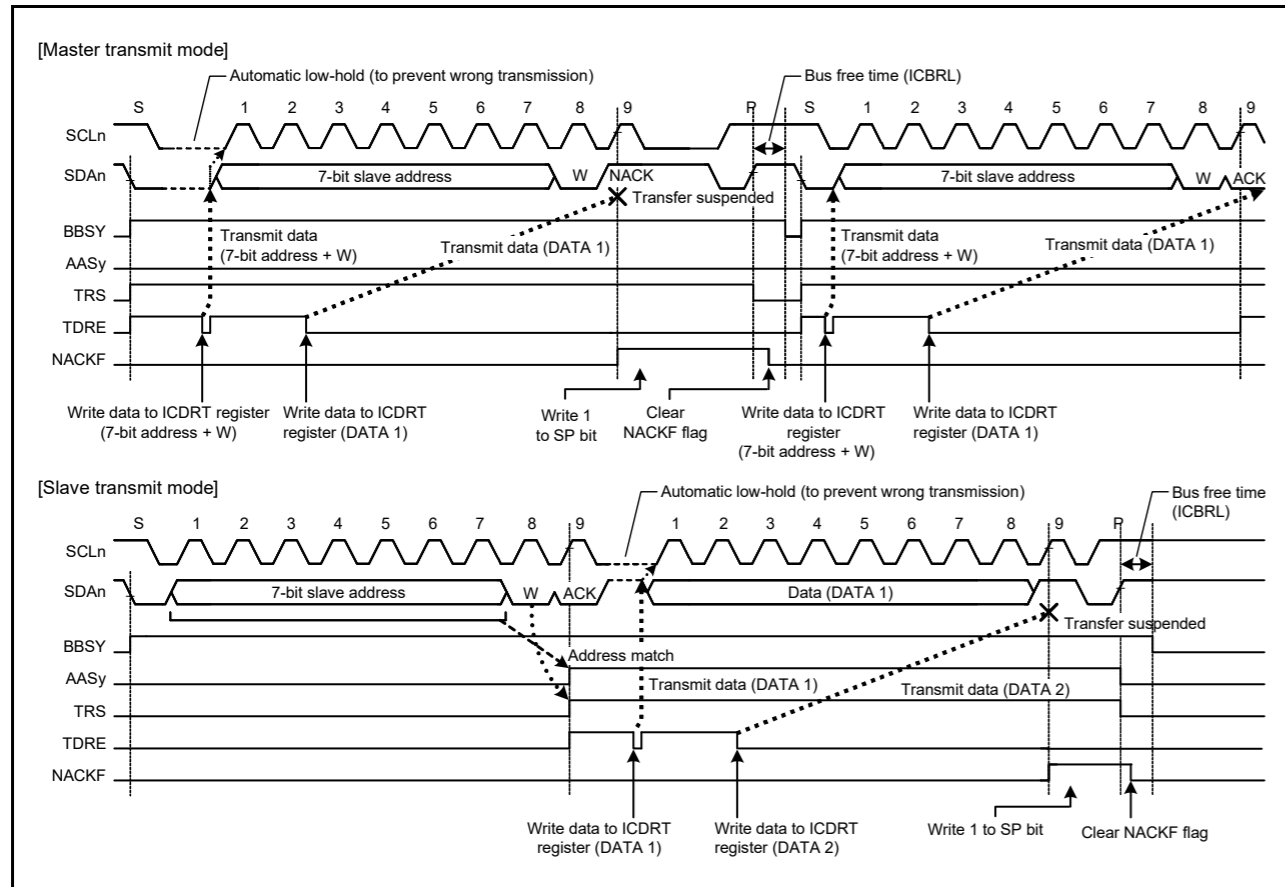 [Master transmit mode]
Automatic low-hold (to prevent wrong transmission)
Bus free time (ICBRL)
S 1 2 3 4 5 6 7 8 9 P S 1 2 3 4 5 6 7 8 9
SCLn
SDAn 7-bit slave address W NACK 7-bit slave address W ACK
Transfer suspended
BBSY
Transmit data
(7-bit address + W)
Transmit data (DATA 1)
Transmit data
(7-bit address + W)
Transmit data (DATA 1)
AASy
TRS
TDRE
NACKF
Write data to ICDRT register
(7-bit address + W)
Write data to ICDRT
register (DATA 1)
Write 1
to SP bit
Clear
NACKF flag
Write data to ICDRT
register
(7-bit address + W)
Write data to ICDRT
register (DATA 1)
[Slave transmit mode]
Automatic low-hold (to prevent wrong transmission)
Bus free time
(ICBRL)
S 1 2 3 4 5 6 7 8 9 1 2 3 4 5 6 7 8 9 P
SCLn
SDAn 7-bit slave address W ACK Data (DATA 1)
Transfer suspended
BBSY
Address match
AASy
Transmit data (DATA 1)
Transmit data (DATA 2)
TRS
TDRE
NACKF
Write data to ICDRT
register (DATA 1)
Write data to ICDRT
register (DATA 2)
Write 1 to SP bit
Clear NACKF flag